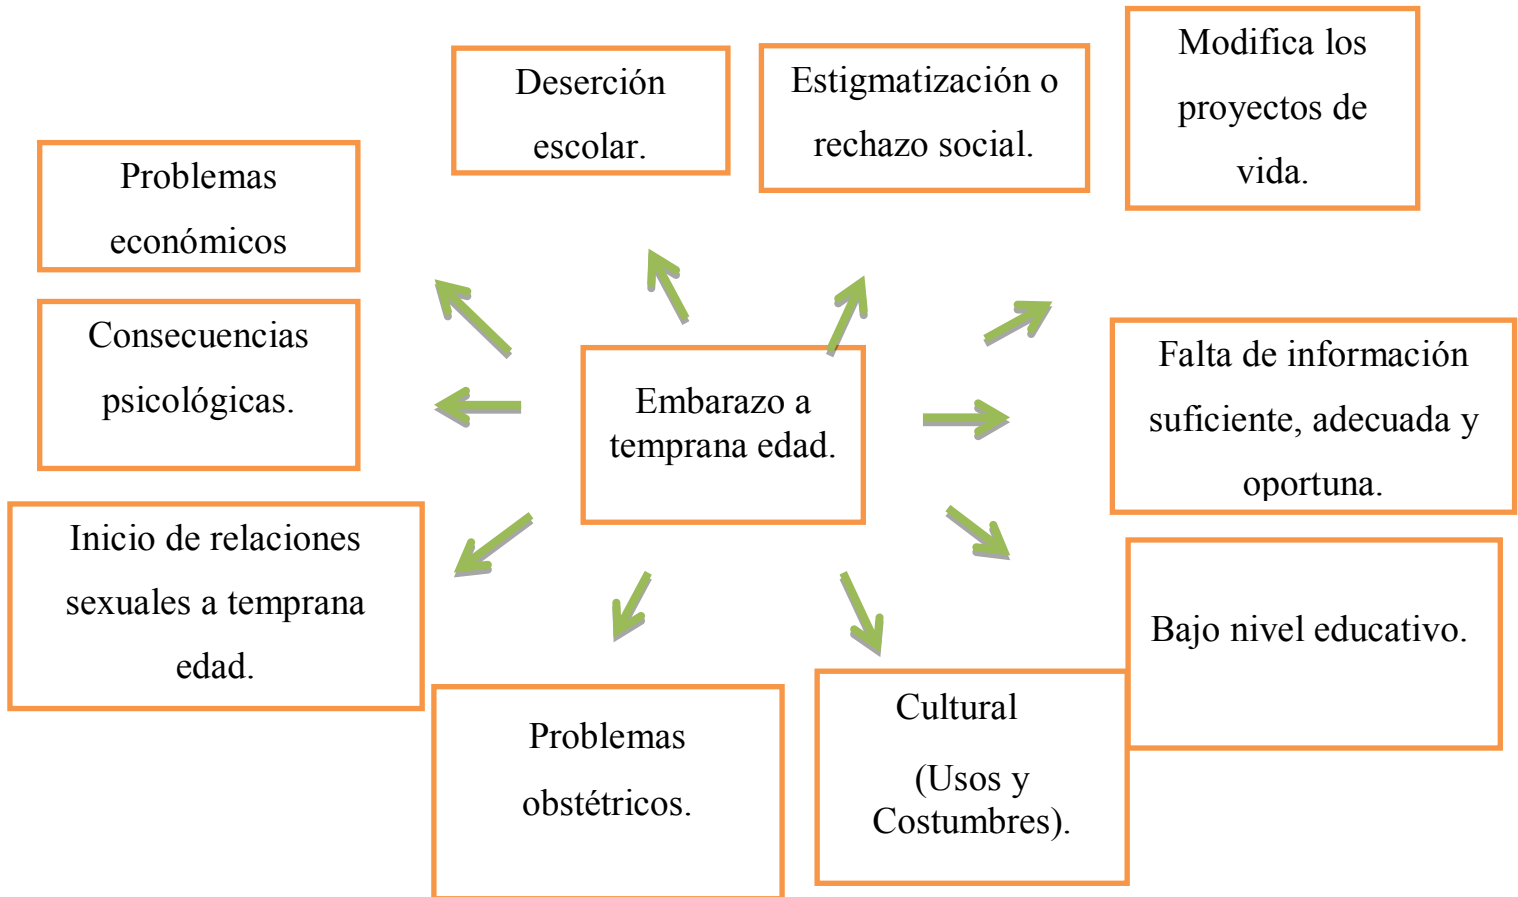 Deserción
escolar.
Estigmatización o
rechazo social.
Modifica los
proyectos de
vida.
Problemas
económicos
Consecuencias
psicológicas.
Embarazo a
temprana edad.
Falta de información
suficiente, adecuada y
oportuna.
Inicio de relaciones
sexuales a temprana
edad.
Bajo nivel educativo.
Problemas
obstétricos.
Cultural
(Usos y
Costumbres).